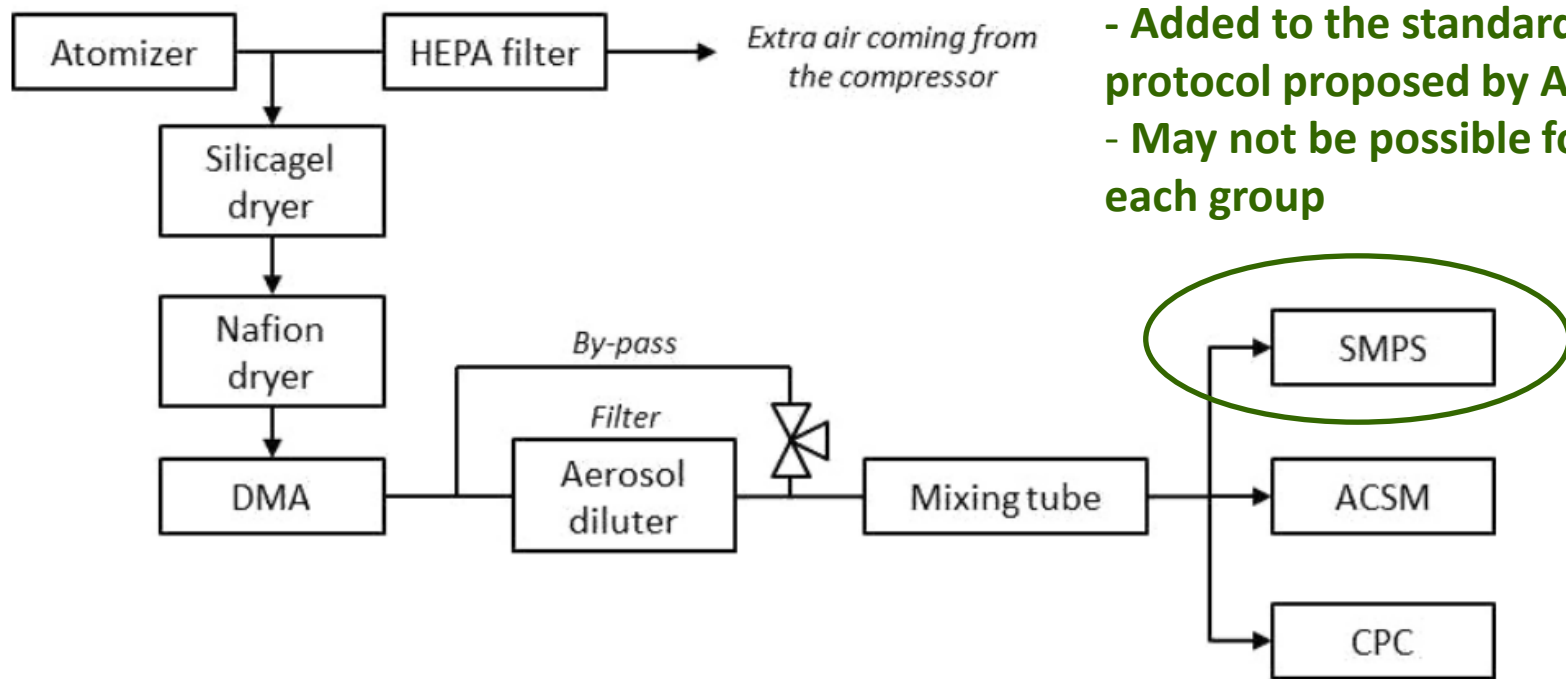 Atomizer
HEPA filter
Extra air coming from
the compressor
- Added to the standard
protocol proposed by A
- May not be possible fo
each group
Silicagel
dryer
Nafion
dryer
By-pass
Filter
SMPS
DMA
Aerosol
diluter
Mixing tube
ACSM
CPC